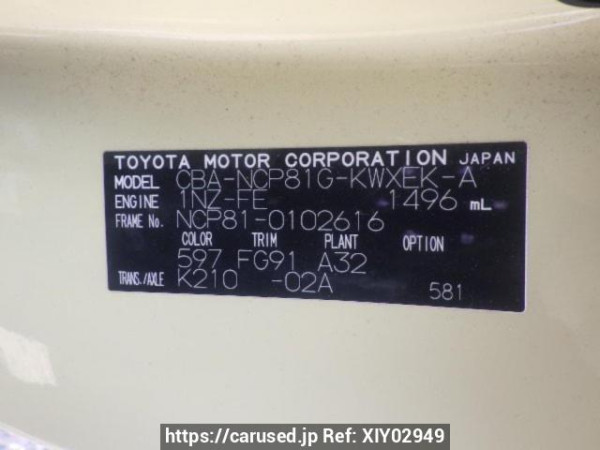 TOYOTA MOTOR CORPORATION JAPAN
MODEL CBA-NCP81G-KWXEK-A
ENGINE 1NZ-FE 1496 mL
FRAME No. NCP81-0102616
COLOR TRIM PLANT OPTION
597 FG91 A32
TRANS./AXLE K210 -02A 581
https://carused.jp Ref: XIY02949